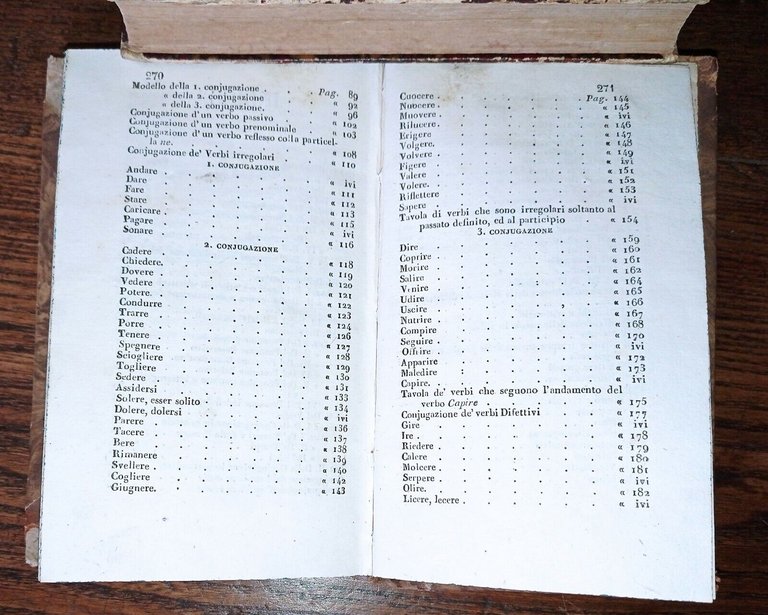 270
Modello della 1. conjugazione . . . Pag. 89
« della 2. conjugazione . . « 92
« della 3. conjugazione. . . « 96
Conjugazione d'un verbo passivo . . « 102
Conjugazione d'un verbo prenominale . « 103
Conjugazione d'un verbo reflesso colla particel-
la ne. . . . . . « 108
Conjugazione de' Verbi irregolari . . « 110
1. CONJUGAZIONE
Andare . . . . . . « ivi
Dare . . . . . . « 111
Fare . . . . . . « 112
Stare . . . . . . « 113
Caricare . . . . . . « 115
Pagare . . . . . . « ivi
Sonare . . . . . . « 116
2. CONJUGAZIONE
Cadere . . . . . . « 118
Chiedere. . . . . . « 119
Dovere . . . . . . « 120
Vedere . . . . . . « 121
Potere. . . . . . « 122
Condurre . . . . . . « 123
Trarre . . . . . . « 124
Porre . . . . . . « 126
Tenere . . . . . . « 127
Spegnere . . . . . . « 128
Sciogliere . . . . . . « 129
Togliere . . . . . . « 130
Sedere . . . . . . « 131
Assidersi . . . . . . « 133
Solere, esser solito . . . . . « 134
Dolere, dolersi . . . . . « ivi
Parere . . . . . . « 136
Tacere . . . . . . « 137
Bere . . . . . . « 138
Rimanere . . . . . . « 139
Svellere . . . . . . « 140
Cogliere . . . . . . « 142
Giugnere. . . . . . « 143
271
Cuocere . . . . . . Pag. 144
Nuocere . . . . . . « 145
Muovere . . . . . . « ivi
Rilucere . . . . . . « 146
Erigere . . . . . . « 147
Volgere. . . . . . « 148
Volvere . . . . . . « 149
Figere . . . . . . « ivi
Valere . . . . . . « 151
Volere. . . . . . « 152
Riflettere . . . . . . « 153
Sapere . . . . . . « ivi
Tavola di verbi che sono irregolari soltanto al
passato definito, ed al participio . « 154
3. CONJUGAZIONE
Dire . . . . . . « 159
Coprire . . . . . . « 160
Morire . . . . . . « 161
Salire . . . . . . « 162
Venire . . . . . . « 164
Udire . . . . . . « 165
Uscire . . . . . . « 166
Nutrire . . . . . . « 167
Compire . . . . . . « 168
Seguire . . . . . . « 170
Offrire . . . . . . « ivi
Apparire . . . . . . « 172
Maledire . . . . . . « 173
Capire. . . . . . « ivi
Tavola de' verbi che seguono l'andamento del
verbo Capire . . . . . « 175
Conjugazione de' verbi Difettivi . . « 177
Gire . . . . . . « ivi
Ire . . . . . . « 178
Riedere . . . . . . « 179
Calere . . . . . . « 180
Molcere . . . . . . « 181
Serpere . . . . . . « ivi
Olire. . . . . . « 182
Licere, lecere . . . . . « ivi